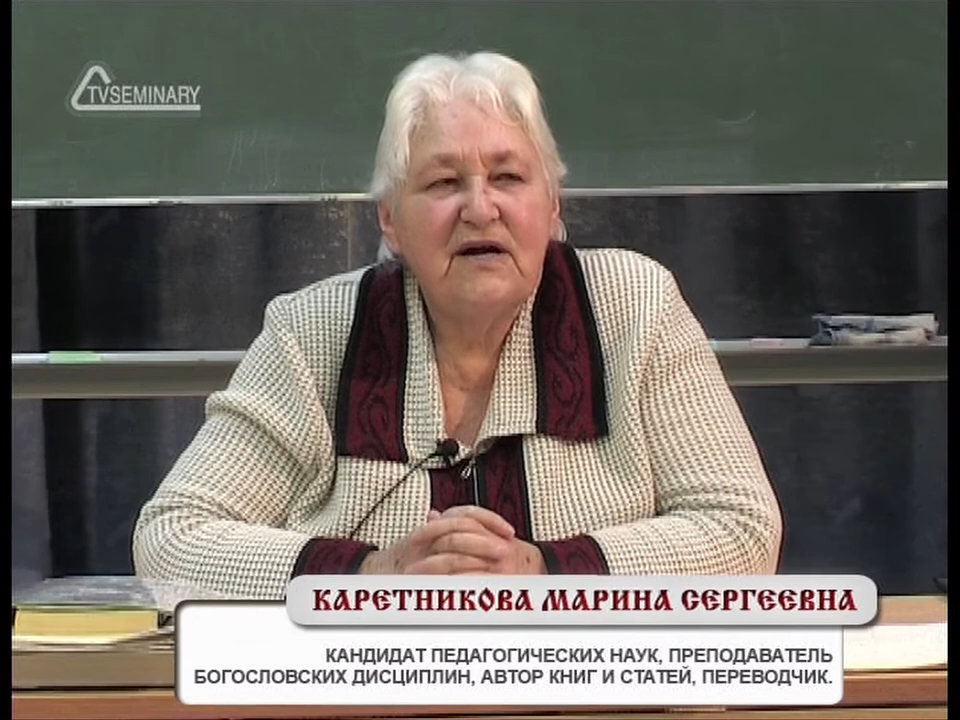 TVSEMINARY
КАРЕТНИКОВА МАРИНА СЕРГЕЕВНА
КАНДИДАТ ПЕДАГОГИЧЕСКИХ НАУК, ПРЕПОДАВАТЕЛЬ
БОГОСЛОВСКИХ ДИСЦИПЛИН, АВТОР КНИГ И СТАТЕЙ, ПЕРЕВОДЧИК.